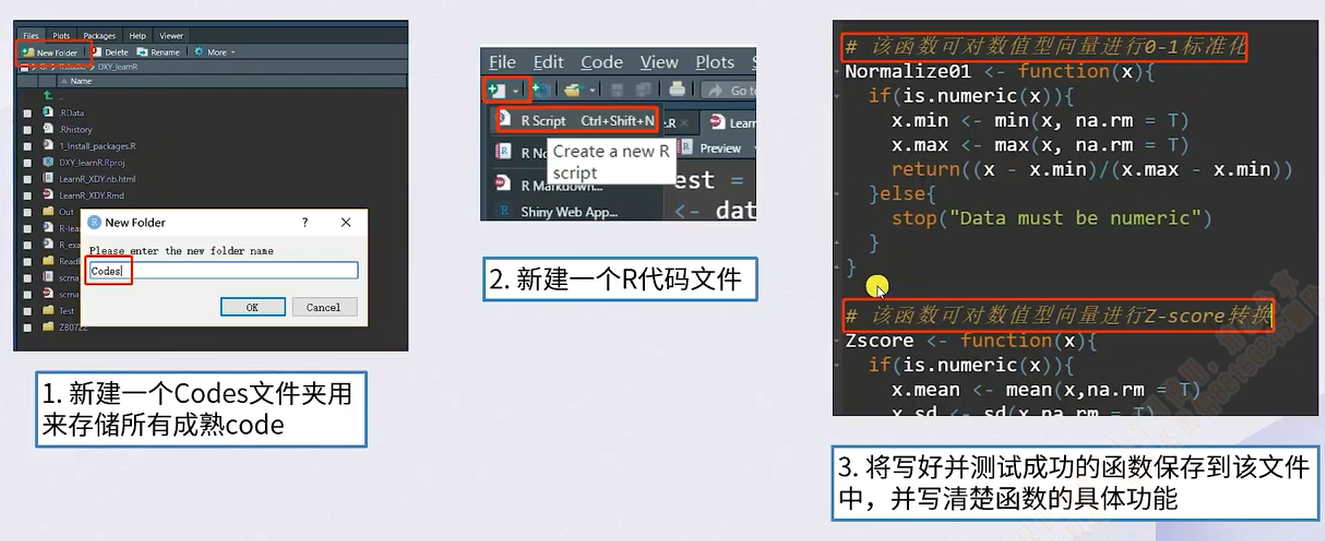 Files Plots Packages Help Viewer
New Folder Delete Rename More
DXY_learnR
Name
..
.RData
.Rhistory
1_Install_packages.R
DXY_learnR.Rproj
LearnR_XDY.nb.html
LearnR_XDY.Rmd
Out
Test
New Folder
Please enter the new folder name
Codes
OK Cancel
1. 新建一个Codes文件夹用
来存储所有成熟code
File Edit Code View Plots
Go to
R Script Ctrl+Shift+N
Create a new R
script
Preview
R Markdown...
Shiny Web App...
est =
<- dat
2. 新建一个R代码文件
# 该函数可对数值型向量进行0-1标准化
Normalize01 <- function(x){
if(is.numeric(x)){
x.min <- min(x, na.rm = T)
x.max <- max(x, na.rm = T)
return((x - x.min)/(x.max - x.min))
}else{
stop("Data must be numeric")
}
}
# 该函数可对数值型向量进行Z-score转换
Zscore <- function(x){
if(is.numeric(x)){
x.mean <- mean(x,na.rm = T)
x.sd <- sd(x,na.rm = T)
3. 将写好并测试成功的函数保存到该文件
中，并写清楚函数的具体功能